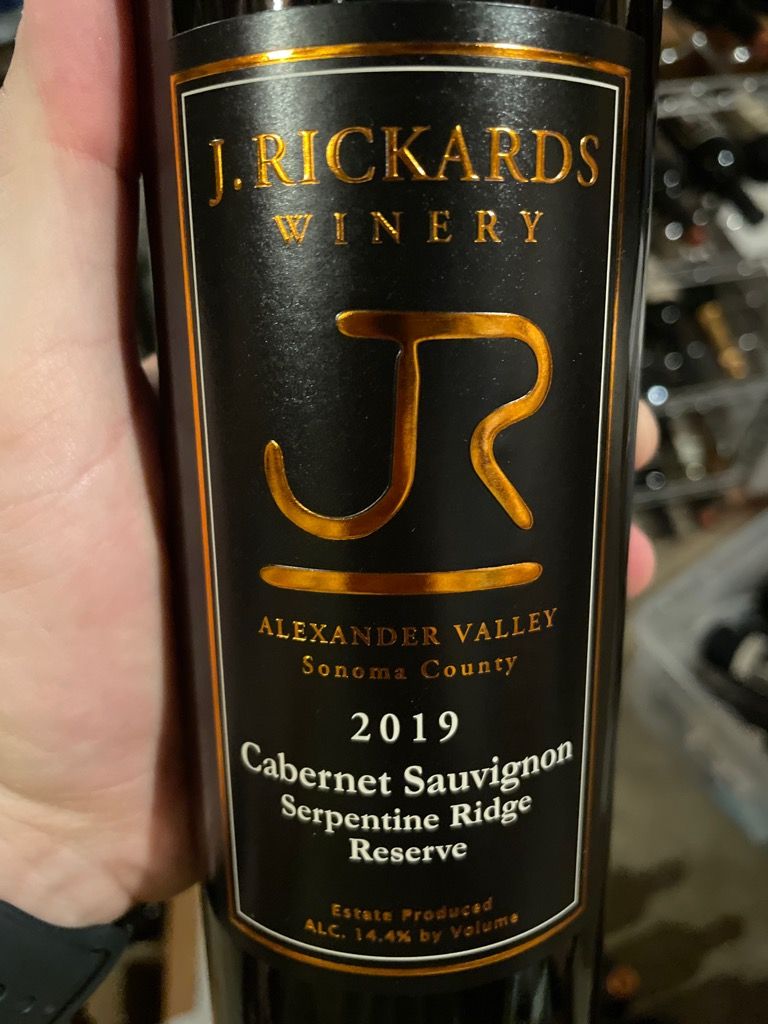 J. RICKARDS
WINERY
JR
ALEXANDER VALLEY
Sonoma County
2019
Cabernet Sauvignon
Serpentine Ridge
Reserve
Estate Produced
ALC. 14.4% by Volume